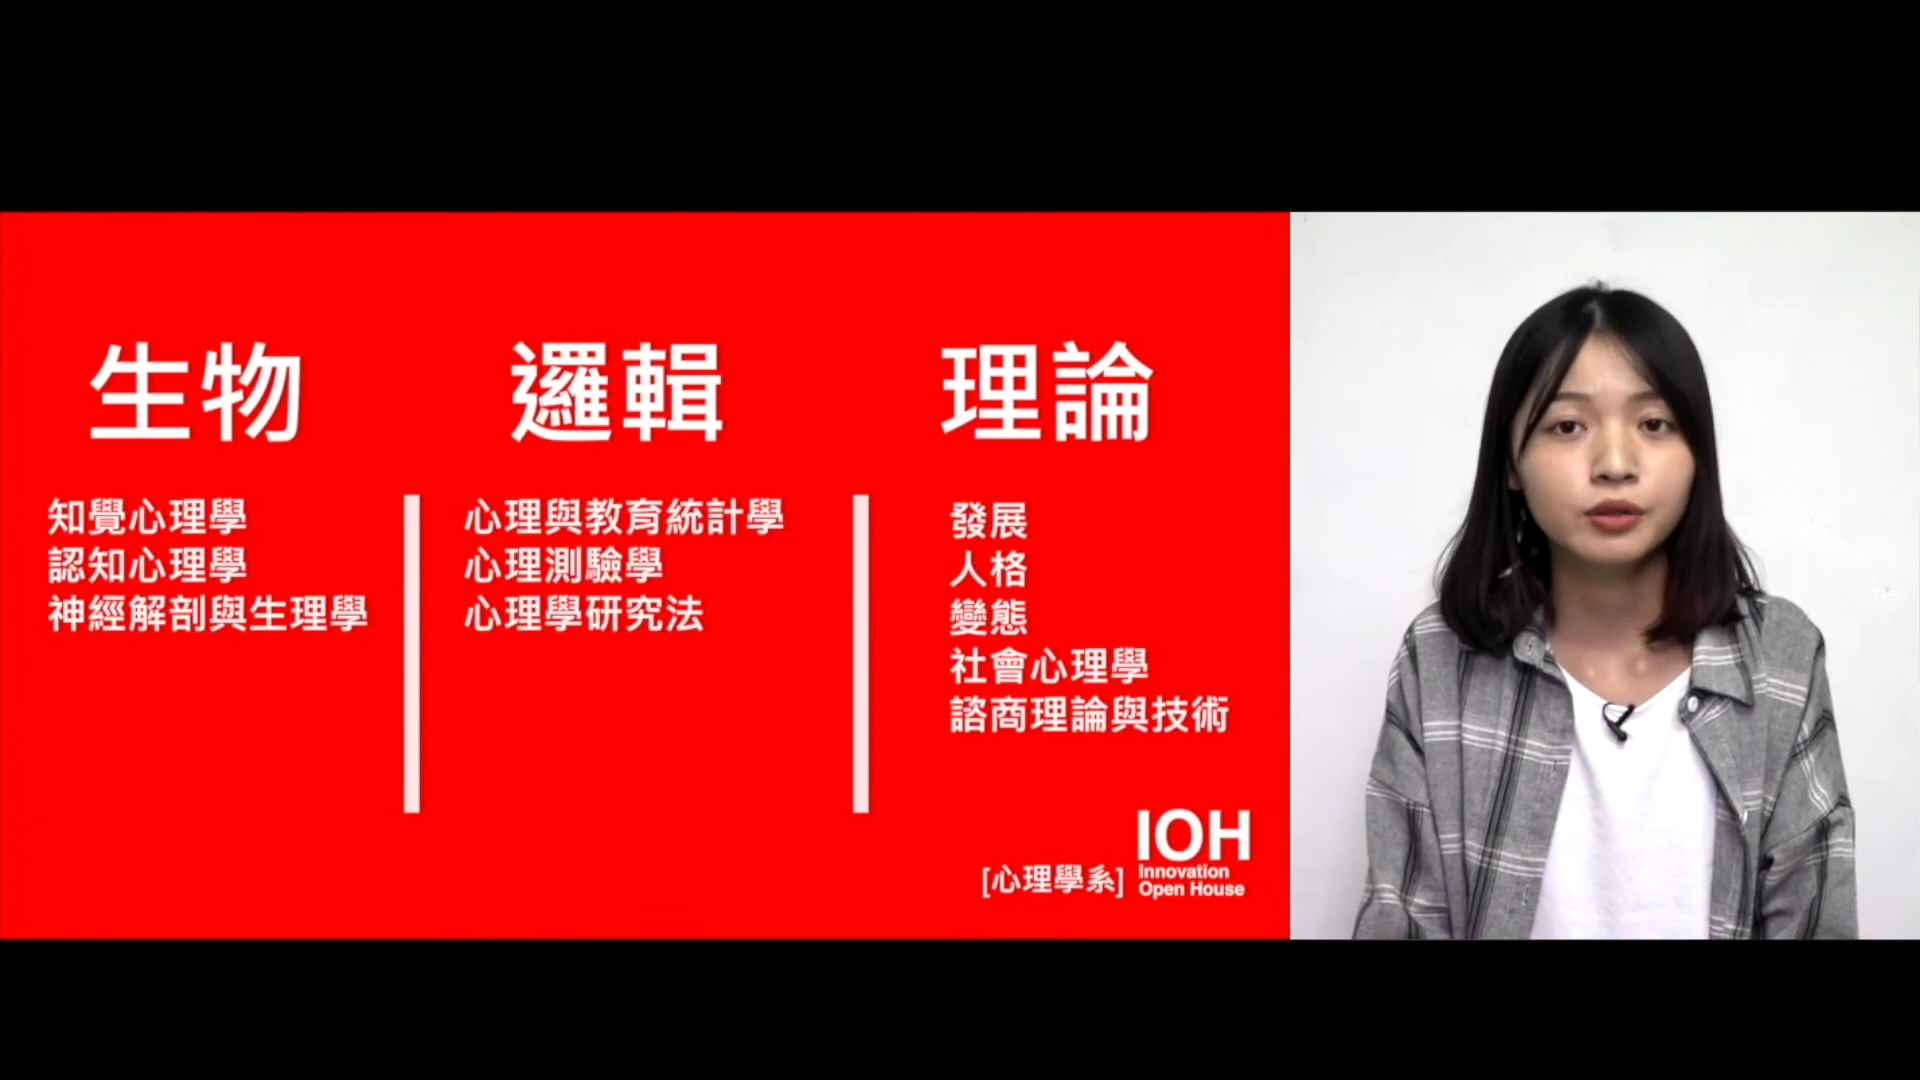 生物
知覺心理學
認知心理學
神經解剖與生理學
邏輯
心理與教育統計學
心理測驗學
心理學研究法
理論
發展
人格
變態
社會心理學
諮商理論與技術
[心理學系]
IOH
Innovation
Open House